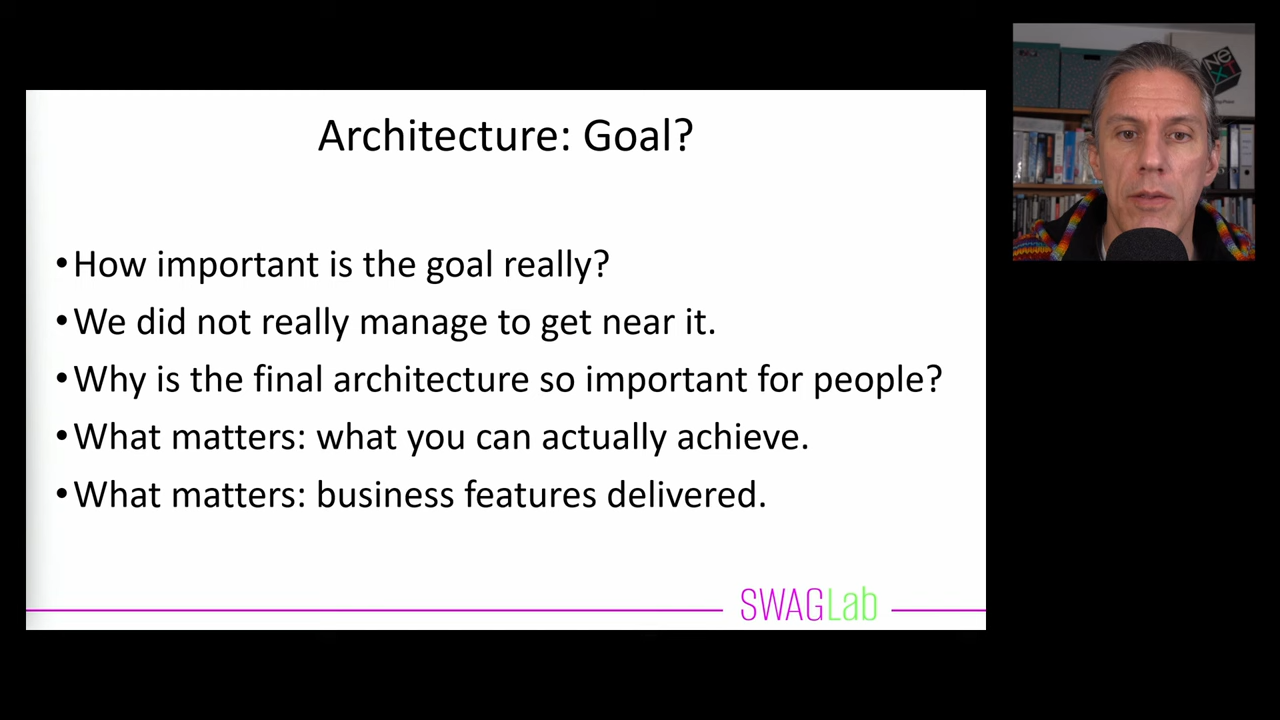 Architecture: Goal?
•How important is the goal really?
•We did not really manage to get near it.
•Why is the final architecture so important for people?
•What matters: what you can actually achieve.
•What matters: business features delivered.
SWAGLab
NeXT